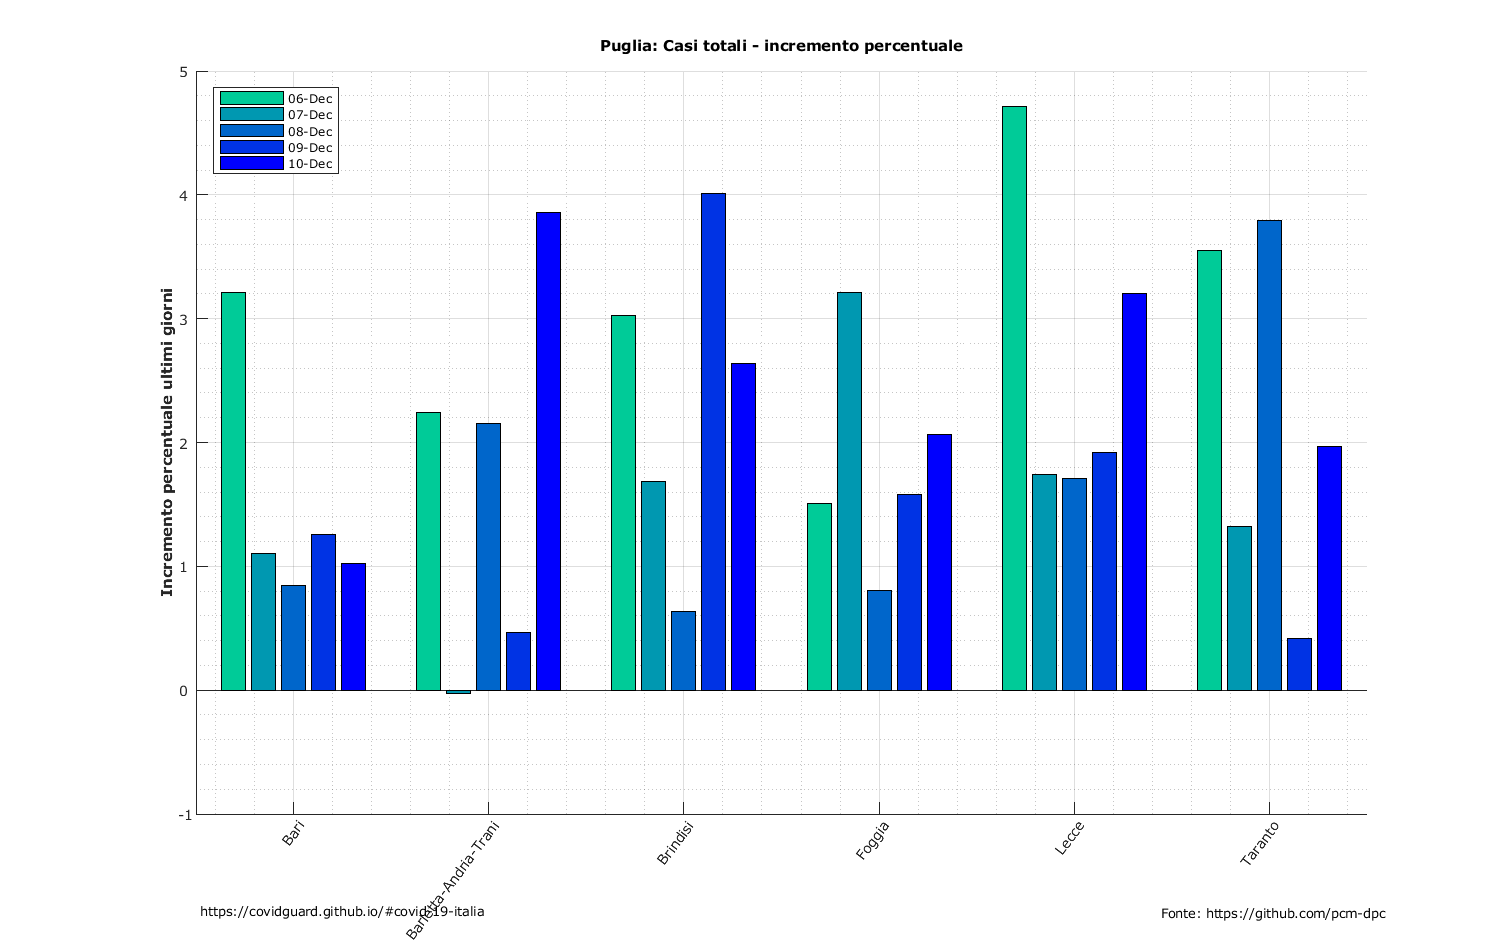 Puglia: Casi totali - incremento percentuale
5
06-Dec
07-Dec
08-Dec
09-Dec
10-Dec
4
3
2
1
0
-1
Incremento percentuale ultimi giorni
Bari
Barletta-Andria-Trani
Brindisi
Foggia
Lecce
Taranto
https://covidguard.github.io/#covid-19-italia
Fonte: https://github.com/pcm-dpc